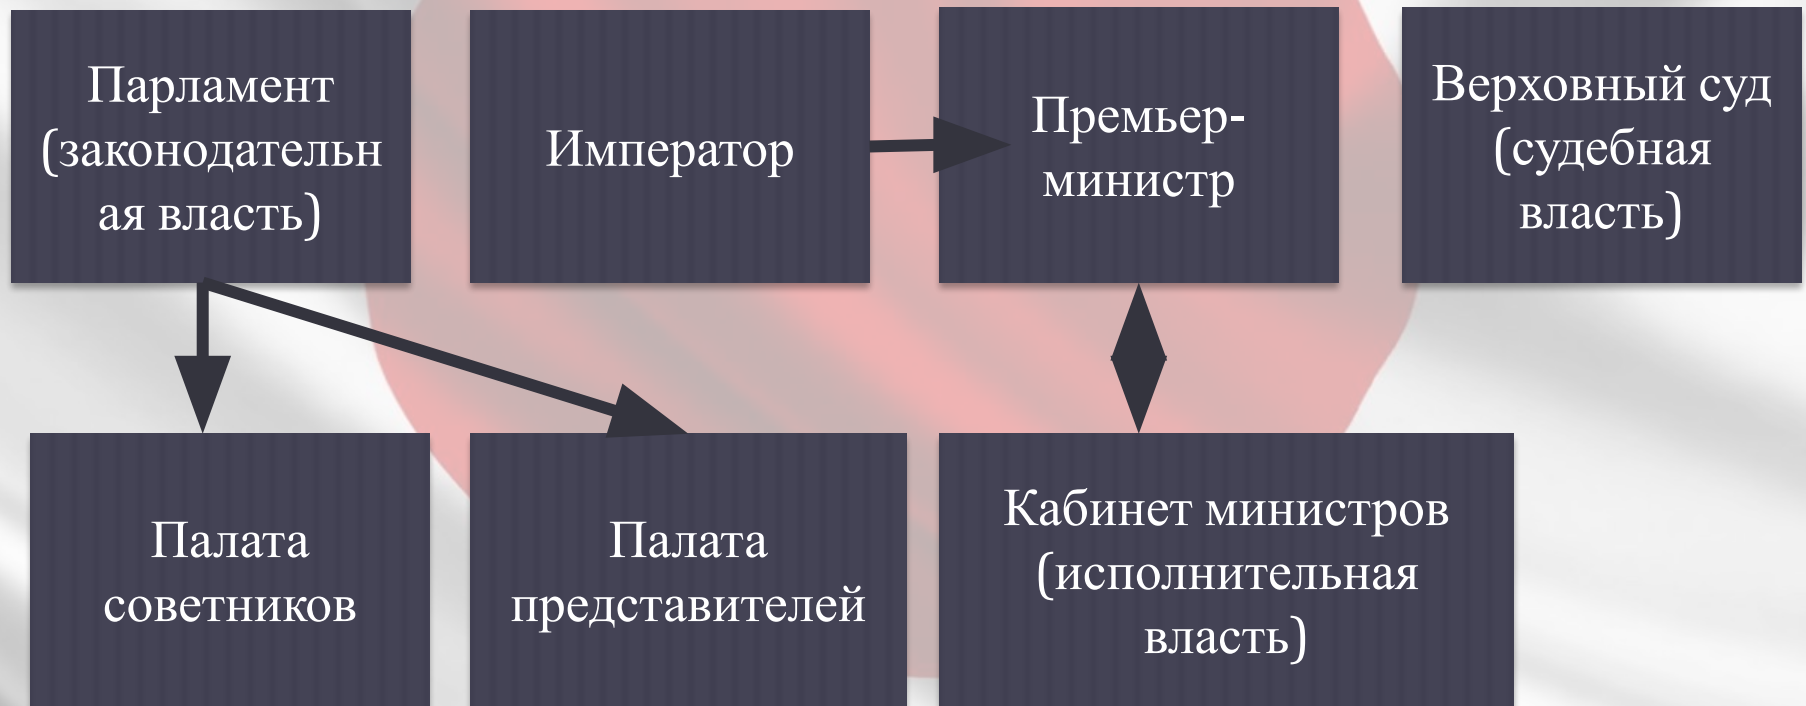 Парламент
(законодательн
ая власть)
Император
Премьер-
министр
Верховный суд
(судебная
власть)
Палата
советников
Палата
представителей
Кабинет министров
(исполнительная
власть)